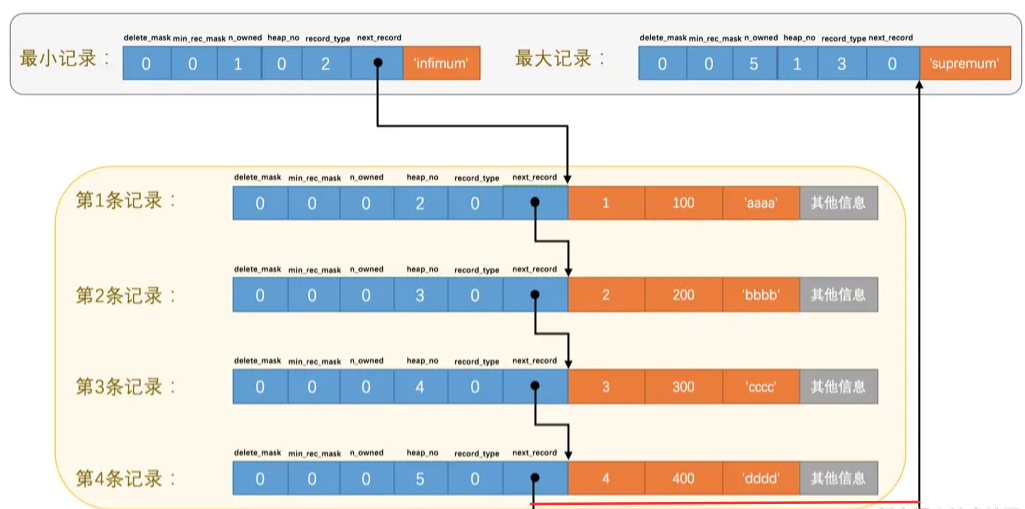 delete_mask min_rec_mask n_owned heap_no record_type next_record
最小记录： 0 0 1 0 2 'infimum'
delete_mask min_rec_mask n_owned heap_no record_type next_record
最大记录： 0 0 5 1 3 0 'supremum'
delete_mask min_rec_mask n_owned heap_no record_type next_record
第1条记录： 0 0 0 2 0 1 100 'aaaa' 其他信息
delete_mask min_rec_mask n_owned heap_no record_type next_record
第2条记录： 0 0 0 3 0 2 200 'bbbb' 其他信息
delete_mask min_rec_mask n_owned heap_no record_type next_record
第3条记录： 0 0 0 4 0 3 300 'cccc' 其他信息
delete_mask min_rec_mask n_owned heap_no record_type next_record
第4条记录： 0 0 0 5 0 4 400 'dddd' 其他信息